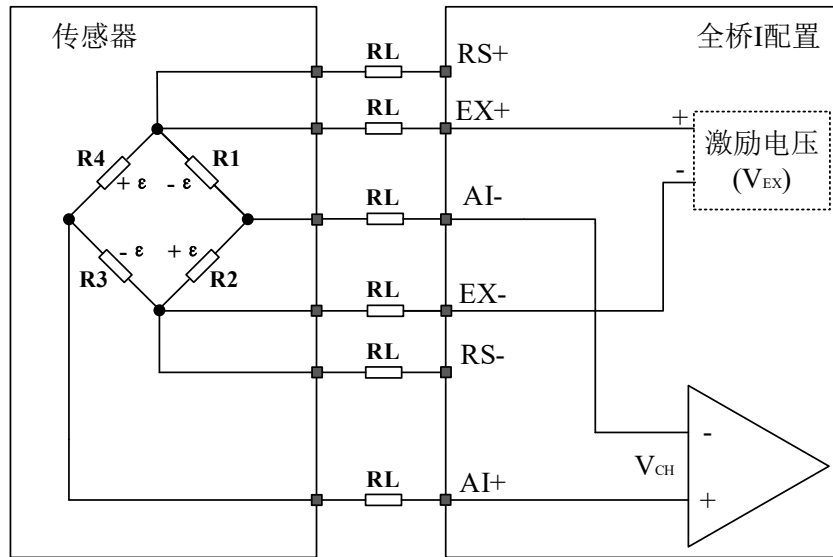 传感器
全桥I配置
RL
RS+
RL
EX+
+
激励电压
(VEX)
-
R4
R1
+ ε
- ε
RL
AI-
- ε
+ ε
R3
R2
RL
EX-
RL
RS-
-
VCH
RL
AI+
+